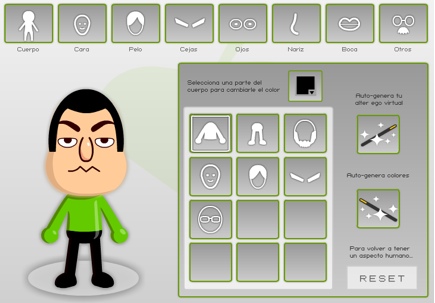 Cuerpo Cara Pelo Cejas Ojos Nariz Boca Otros
Selecciona una parte del
cuerpo para cambiarle el color
Auto-genera tu
alter ego virtual
Auto-genera colores
Para volver a tener
un aspecto humano...
RESET